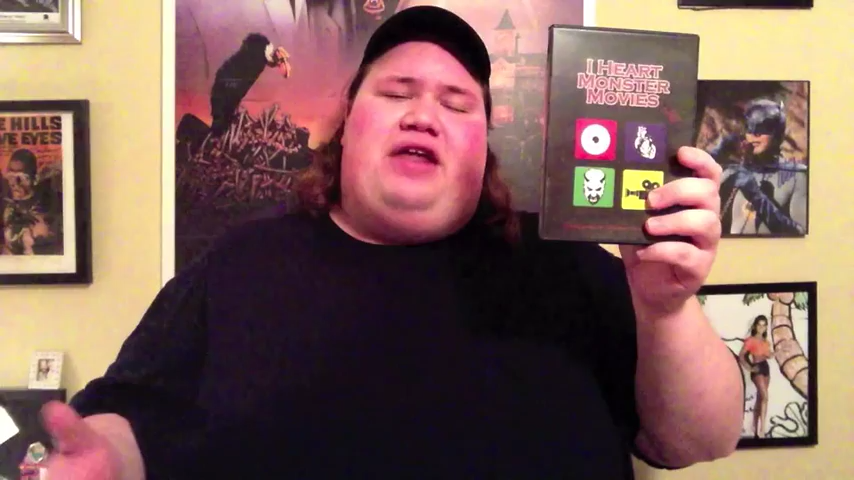 E HILLS
VE EYES
I HEART
MONSTER
MOVIES